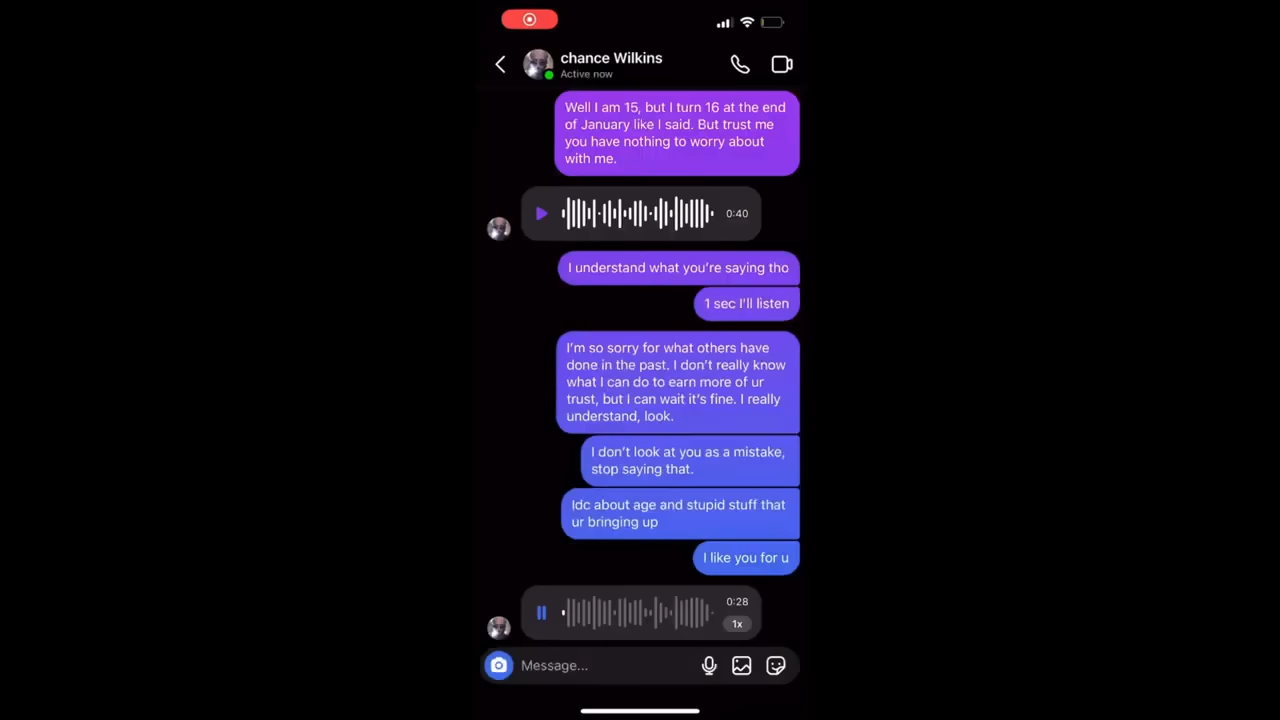 chance Wilkins
Active now
Well I am 15, but I turn 16 at the end
of January like I said. But trust me
you have nothing to worry about
with me.
0:40
I understand what you're saying tho
1 sec I'll listen
I'm so sorry for what others have
done in the past. I don't really know
what I can do to earn more of ur
trust, but I can wait it's fine. I really
understand, look.
I don't look at you as a mistake,
stop saying that.
Idc about age and stupid stuff that
ur bringing up
I like you for u
0:28
1x
Message...